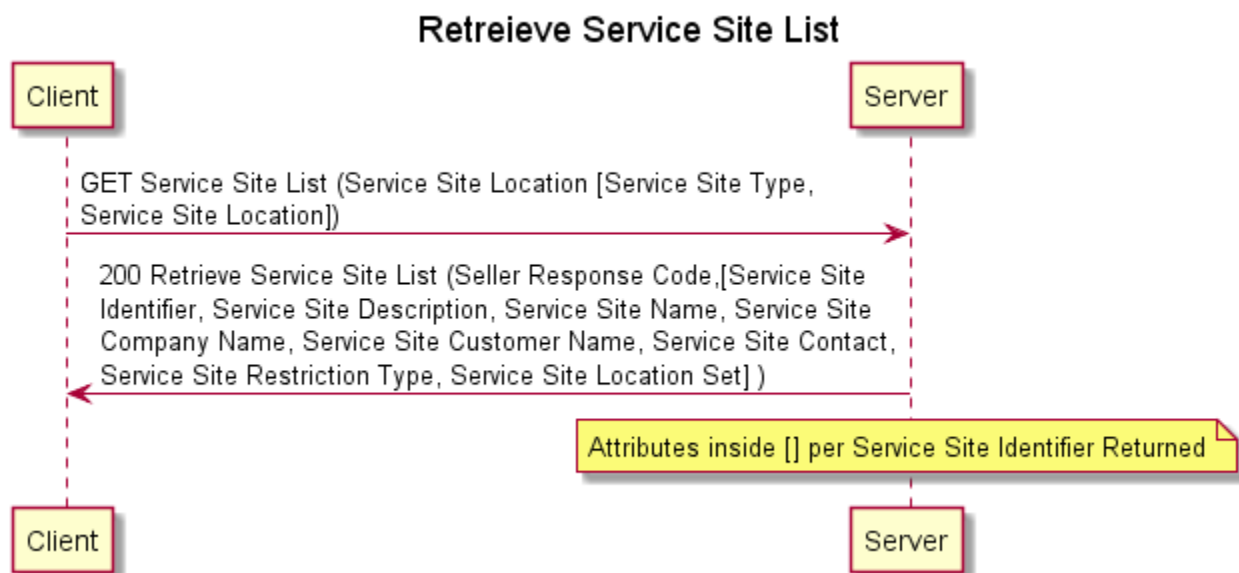 Retreieve Service Site List
Client
Server
GET Service Site List (Service Site Location [Service Site Type,
Service Site Location])
200 Retrieve Service Site List (Seller Response Code,[Service Site
Identifier, Service Site Description, Service Site Name, Service Site
Company Name, Service Site Customer Name, Service Site Contact,
Service Site Restriction Type, Service Site Location Set] )
Attributes inside [] per Service Site Identifier Returned
Client
Server